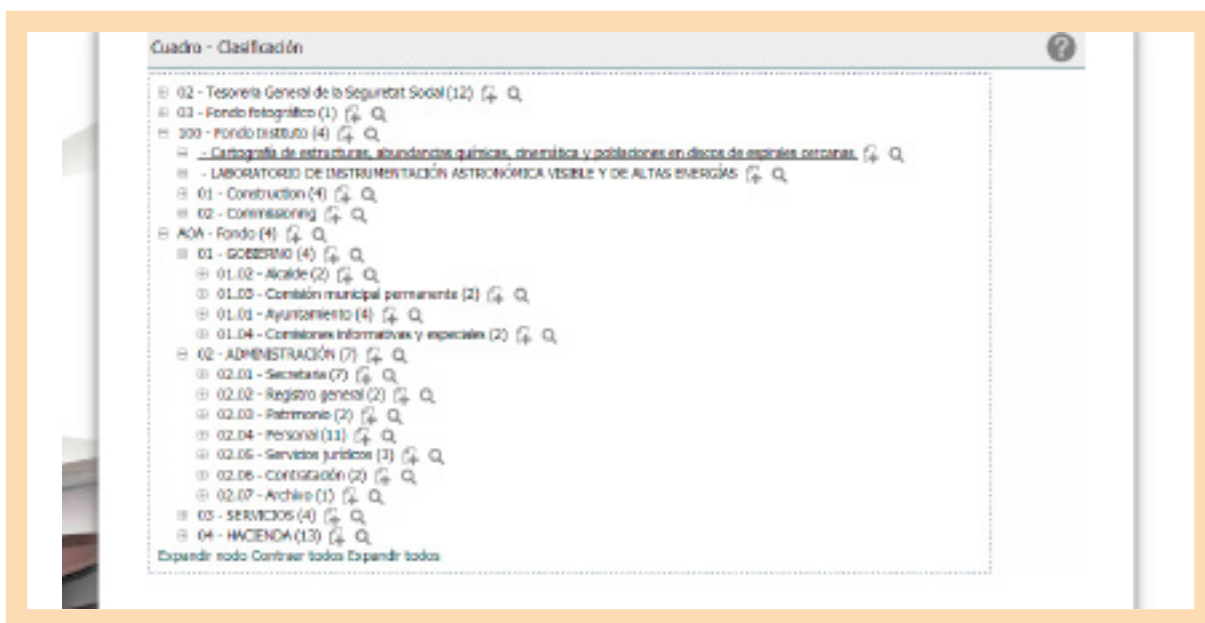 Cuadro - Clasificación
02 - Tesorería General de la Seguretat Social (12)
03 - Fondo fotográfico (1)
100 - Fondo Instituto (4)
- Cartografía de estructuras, abundancias químicas, cinemática y poblaciones en discos de espirales cercanas.
- LABORATORIO DE INSTRUMENTACIÓN ASTRONÓMICA VISIBLE Y DE ALTAS ENERGÍAS
01 - Construction (4)
02 - Commissioning
AOA - Fondo (4)
01 - GOBIERNO (4)
01.02 - Alcalde (2)
01.03 - Comisión municipal permanente (2)
01.01 - Ayuntamiento (4)
01.04 - Comisiones informativas y especiales (2)
02 - ADMINISTRACIÓN (7)
02.01 - Secretaria (7)
02.02 - Registro general (2)
02.03 - Patrimonio (2)
02.04 - Personal (11)
02.05 - Servicios jurídicos
02.06 - Contratación (2)
02.07 - Archivo (1)
03 - SERVICIOS (4)
04 - HACIENDA (13)
Expandir nodo Contraer todos Expandir todos